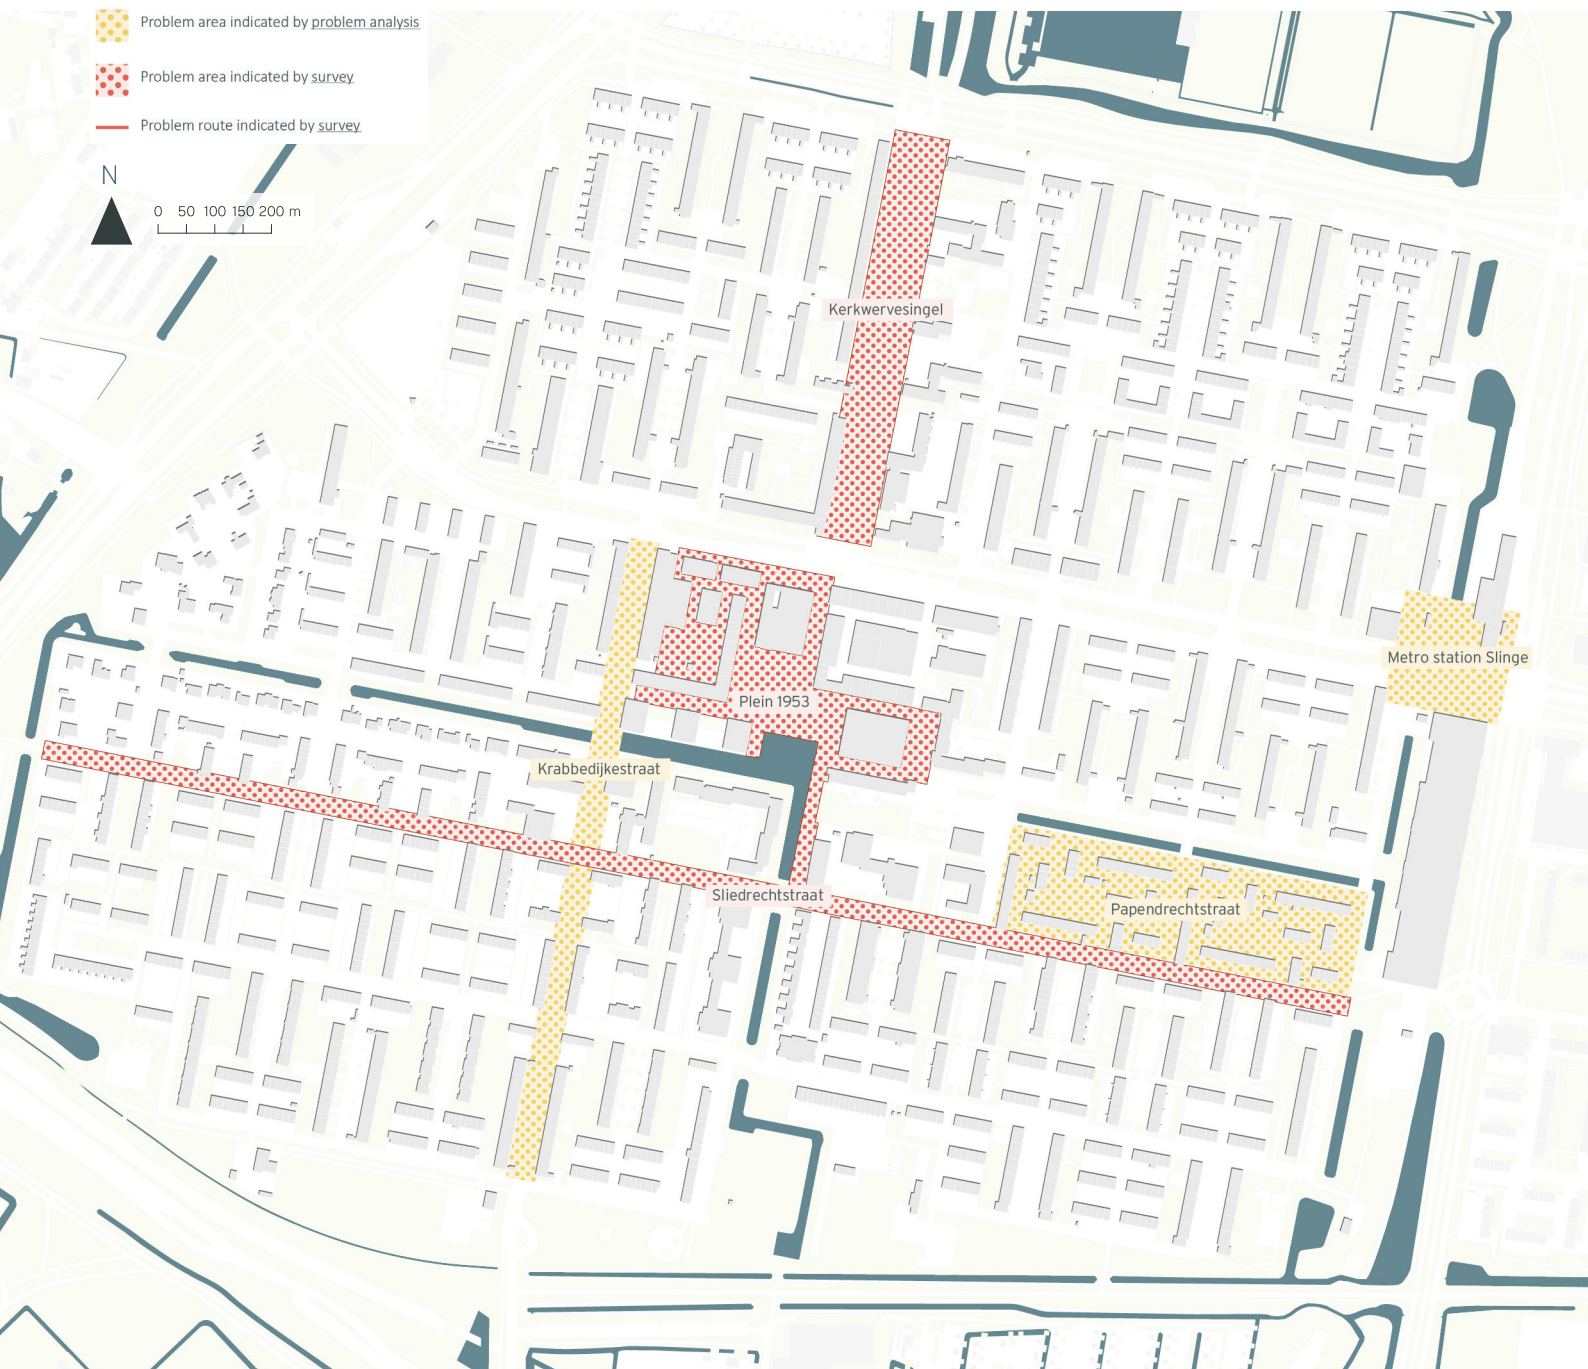 Problem area indicated by problem analysis
Problem area indicated by survey
Problem route indicated by survey
N
0 50 100 150 200 m
Kerkwervesingel
Metro station Slinge
Plein 1953
Krabbedijkestraat
Sliedrechtstraat
Papendrechtstraat